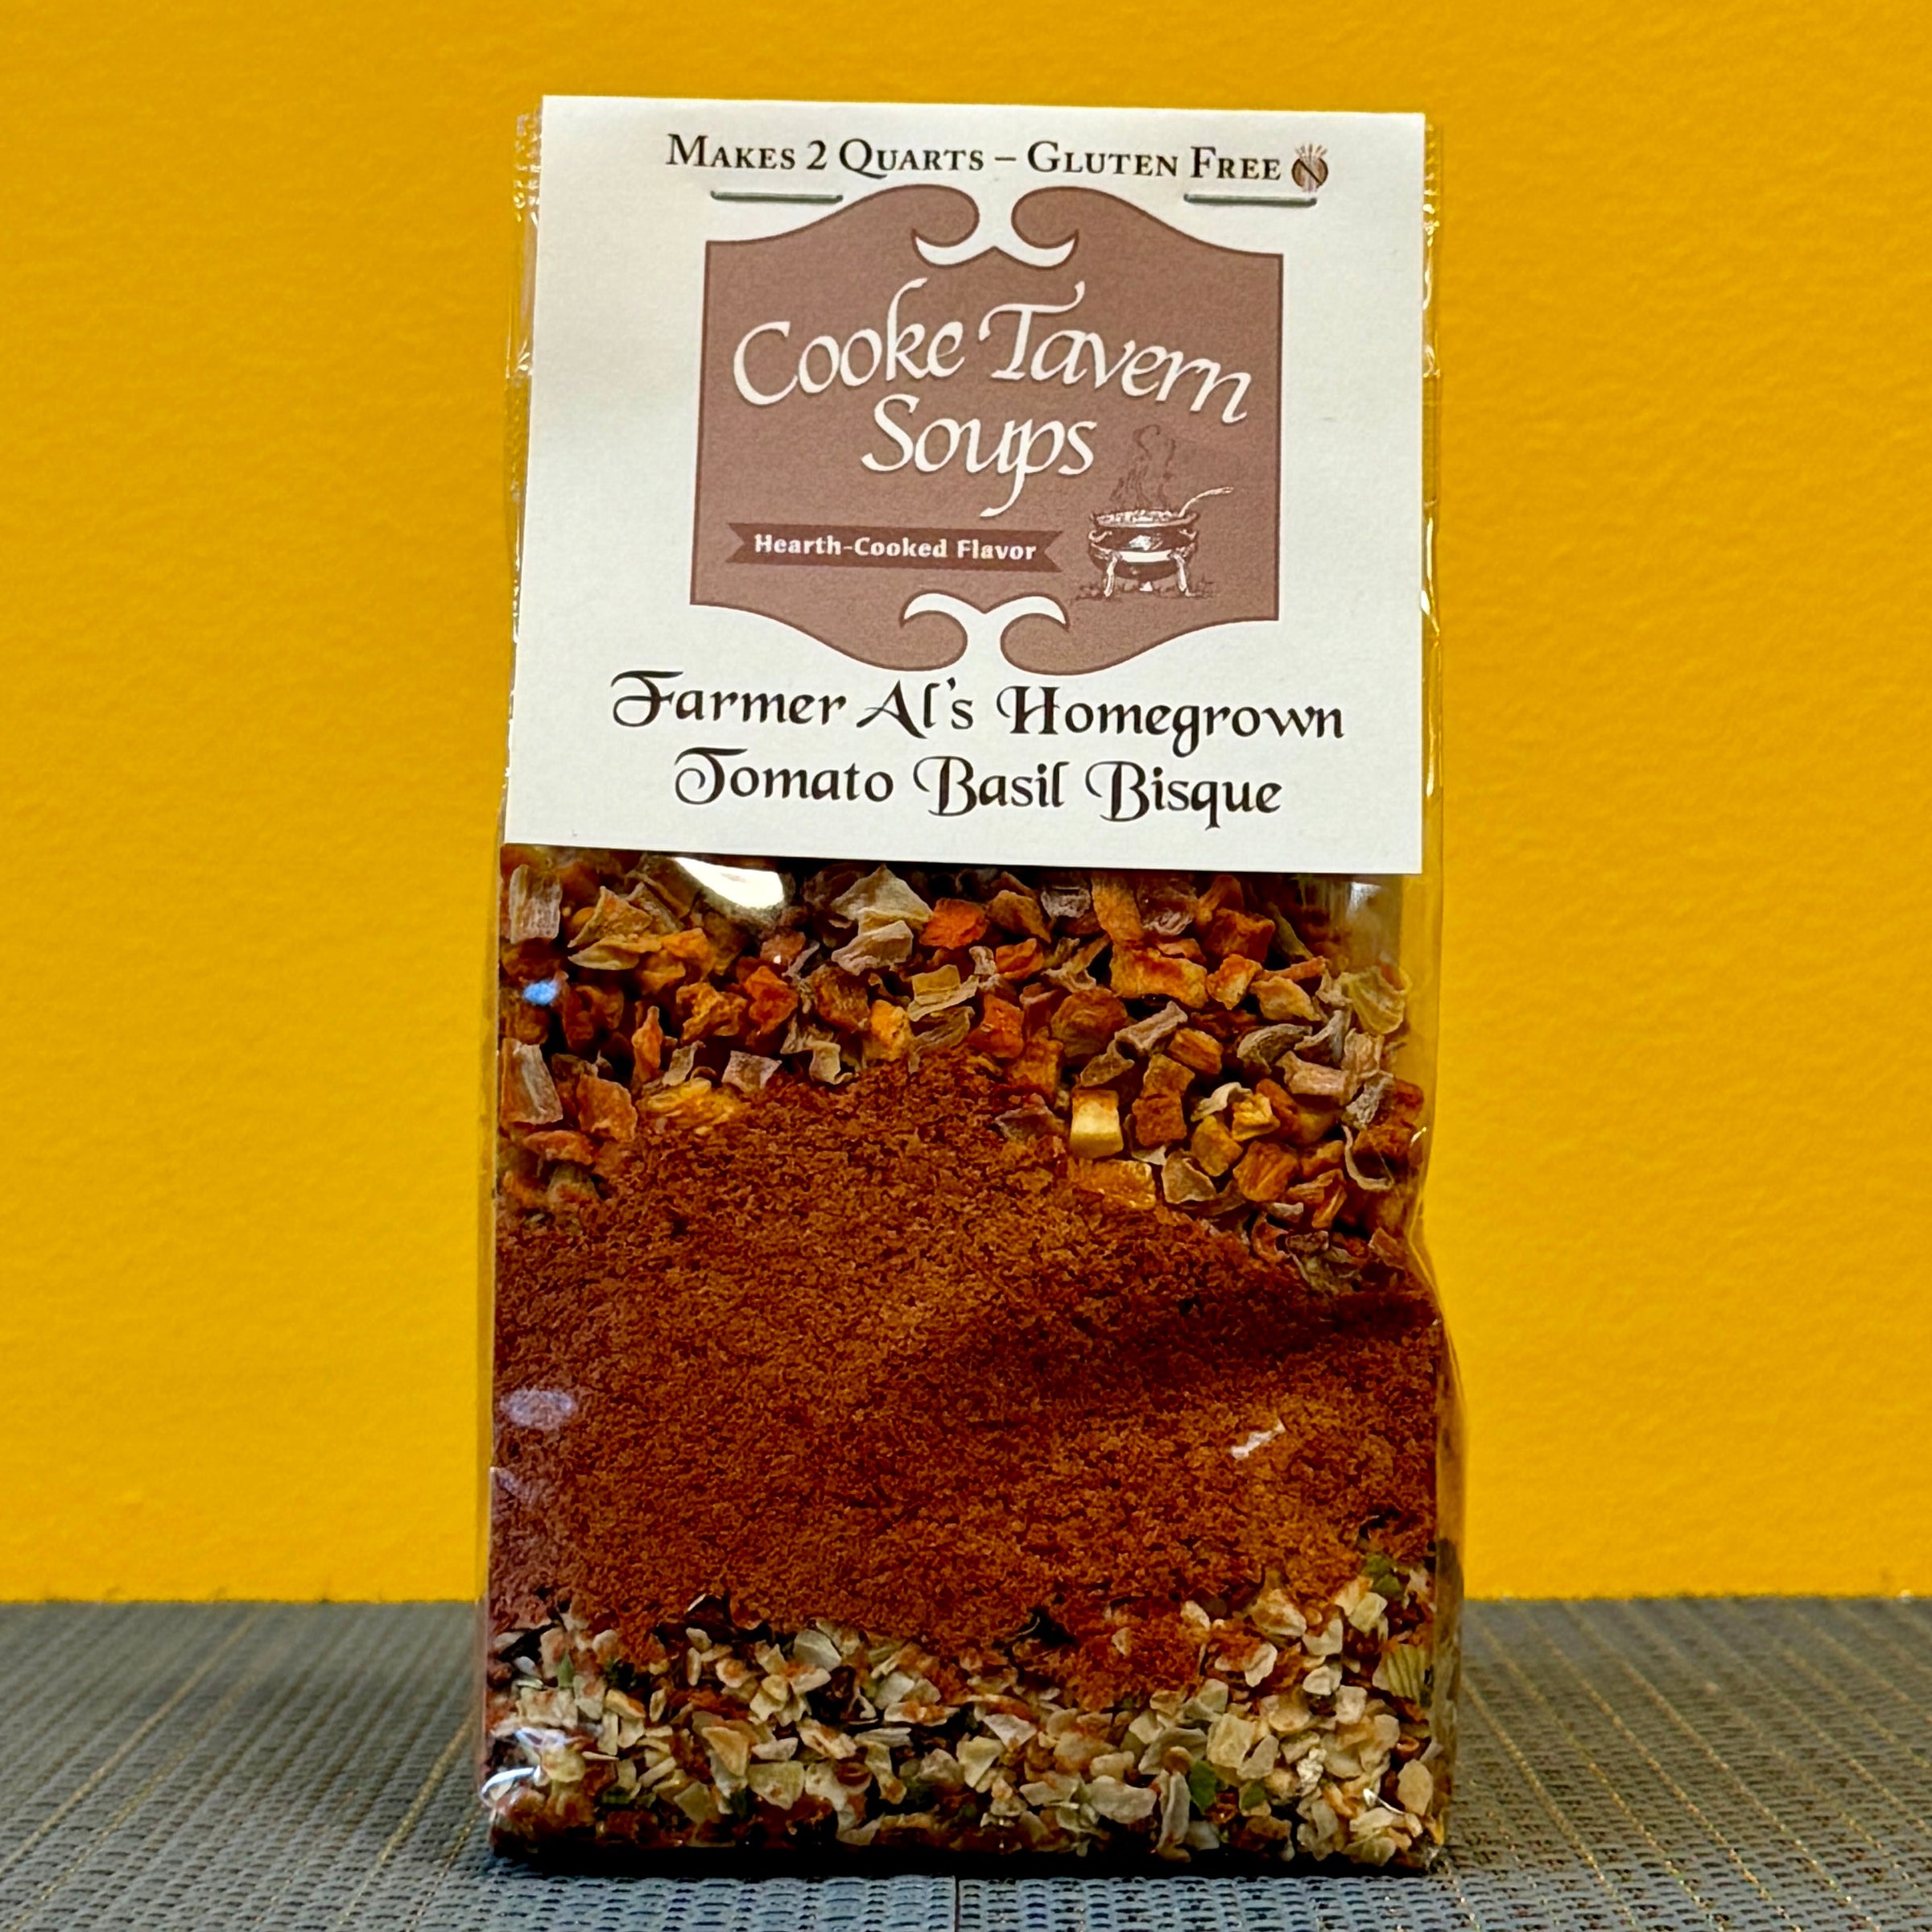 Makes 2 Quarts – Gluten Free
Cooke Tavern
Soups
Hearth-Cooked Flavor
Farmer Al's Homegrown
Tomato Basil Bisque